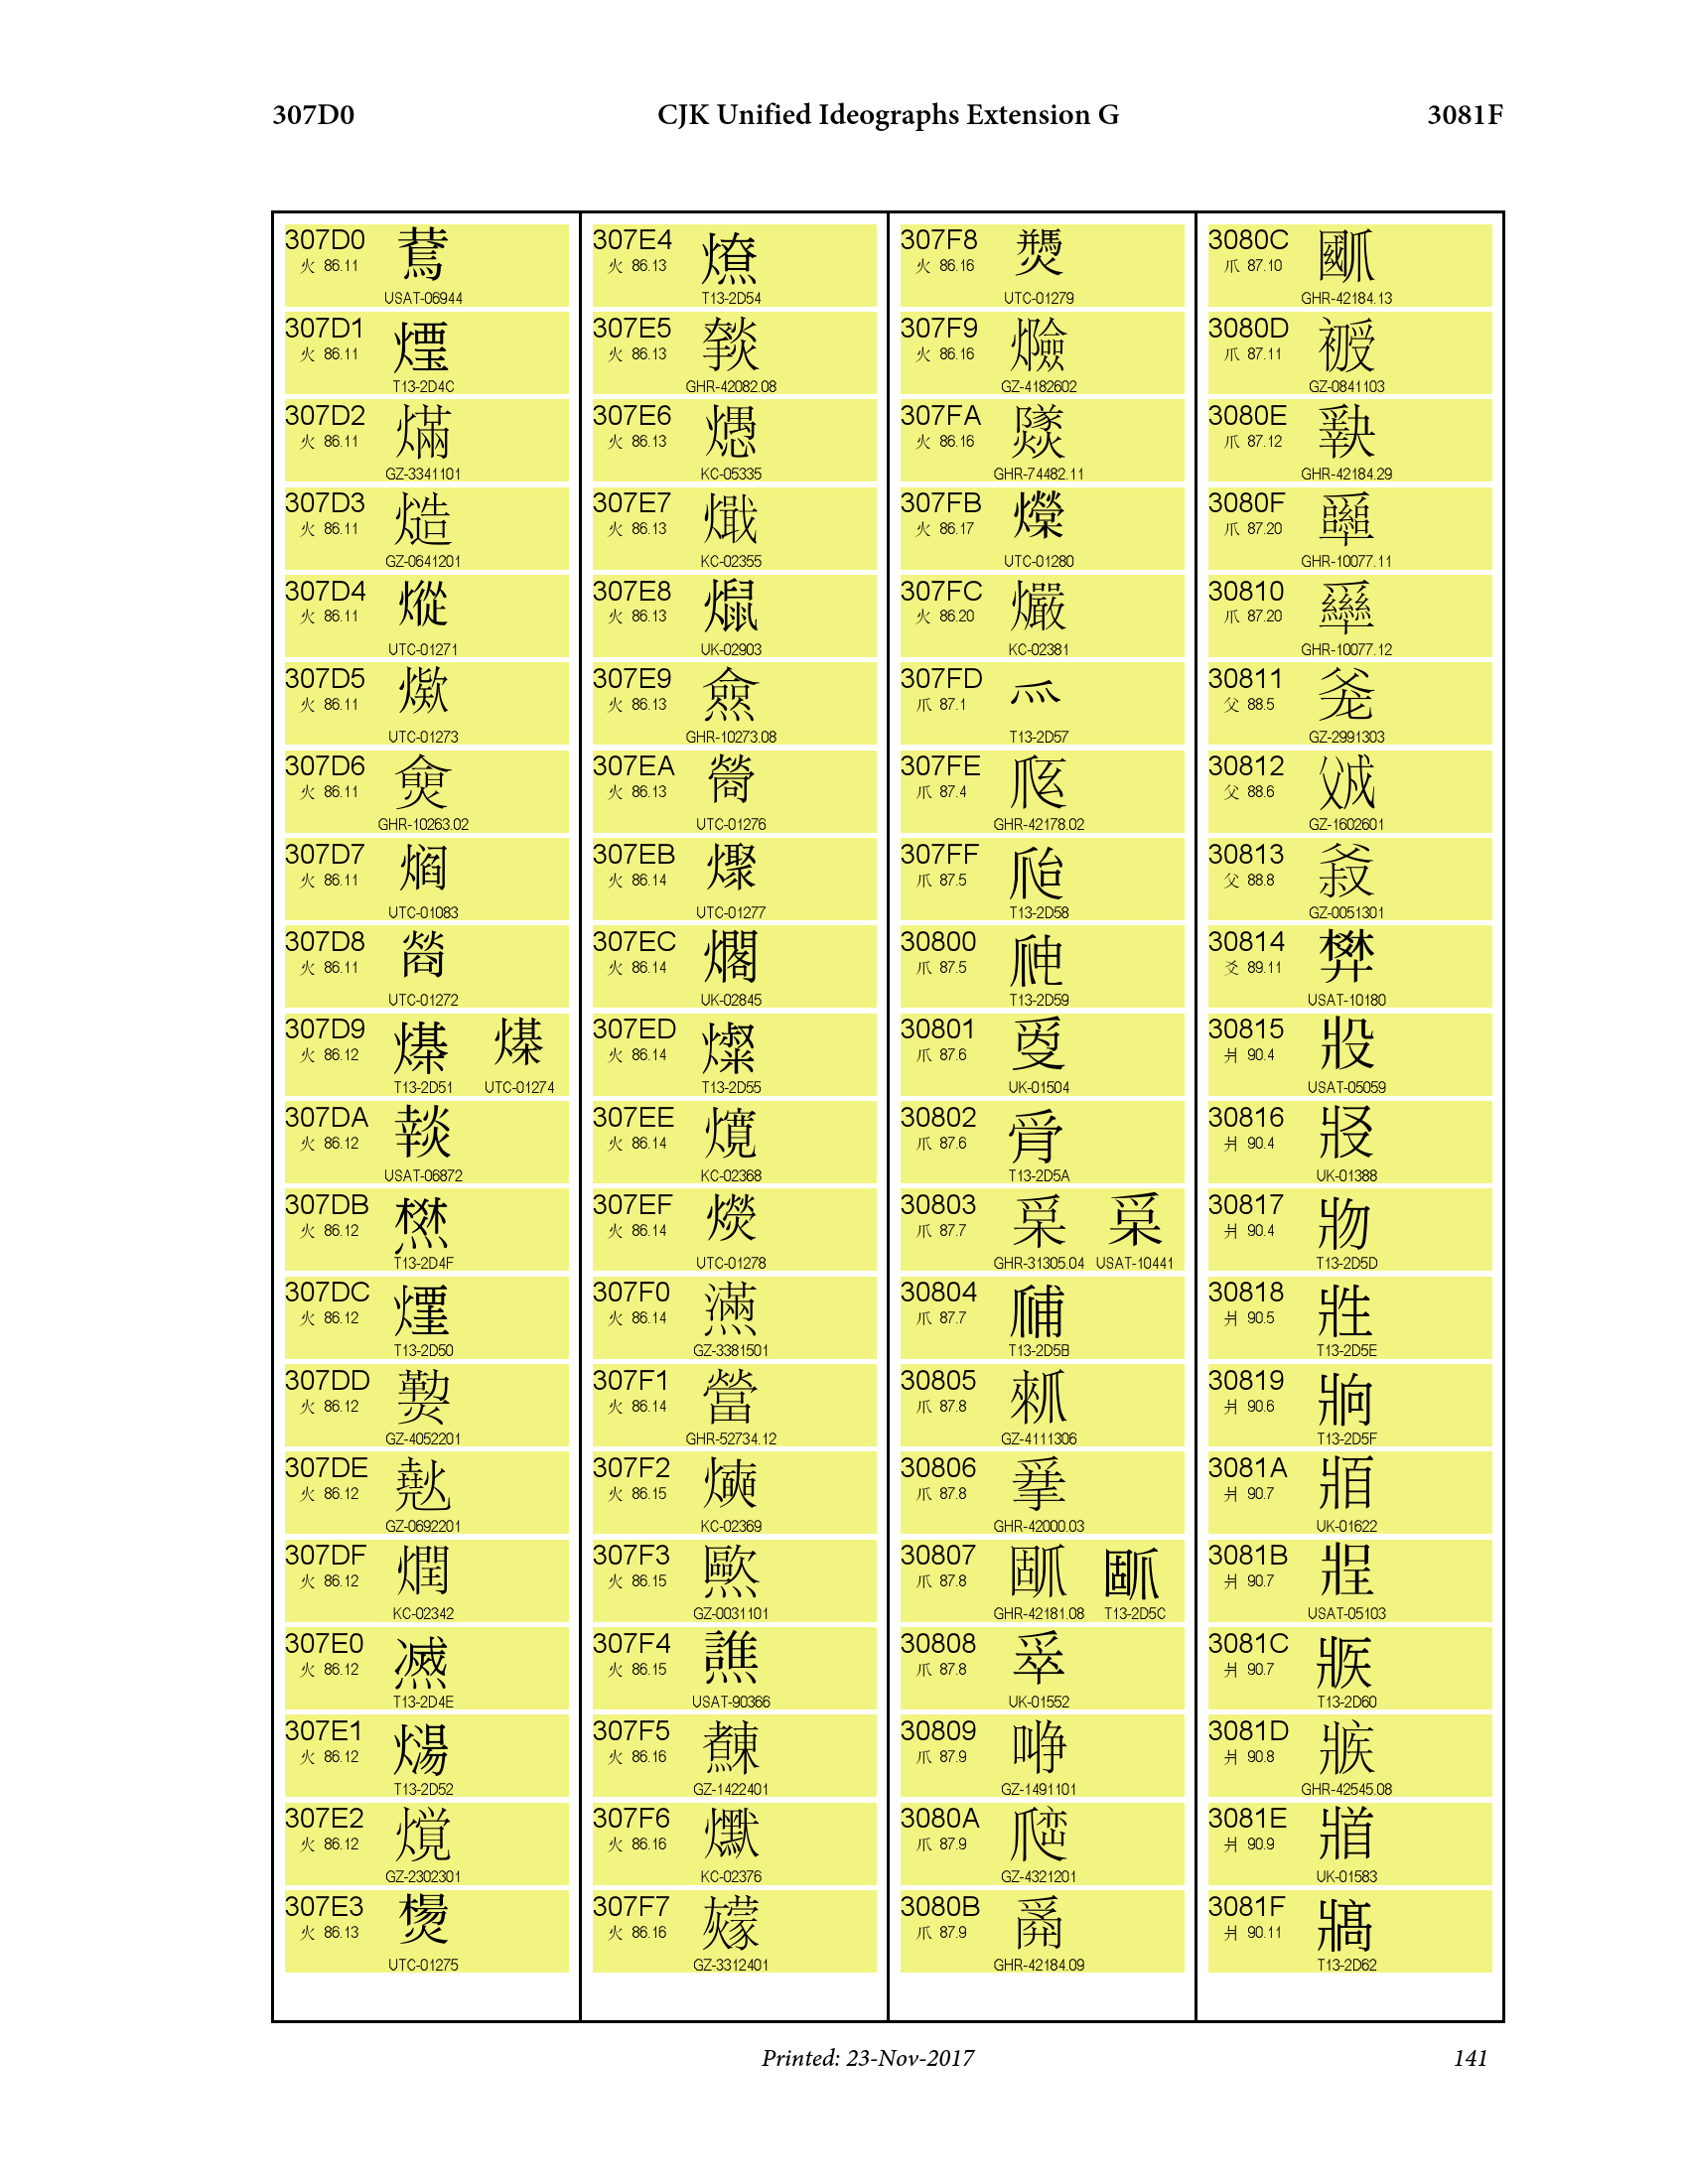 307D0 CJK Unified Ideographs Extension G 3081F
307D0
火 86.11
USAT-06944
307D1
火 86.11
T13-2D4C
307D2
火 86.11
GZ-3341101
307D3
火 86.11
GZ-0641201
307D4
火 86.11
UTC-01271
307D5
火 86.11
UTC-01273
307D6
火 86.11
GHR-10263.02
307D7
火 86.11
UTC-01083
307D8
火 86.11
UTC-01272
307D9
火 86.12
T13-2D51 UTC-01274
307DA
火 86.12
USAT-06872
307DB
火 86.12
T13-2D4F
307DC
火 86.12
T13-2D50
307DD
火 86.12
GZ-4052201
307DE
火 86.12
GZ-0692201
307DF
火 86.12
KC-02342
307E0
火 86.12
T13-2D4E
307E1
火 86.12
T13-2D52
307E2
火 86.12
GZ-2302301
307E3
火 86.13
UTC-01275
307E4
火 86.13
T13-2D54
307E5
火 86.13
GHR-42082.08
307E6
火 86.13
KC-05335
307E7
火 86.13
KC-02355
307E8
火 86.13
UK-02903
307E9
火 86.13
GHR-10273.08
307EA
火 86.13
UTC-01276
307EB
火 86.14
UTC-01277
307EC
火 86.14
UK-02845
307ED
火 86.14
T13-2D55
307EE
火 86.14
KC-02368
307EF
火 86.14
UTC-01278
307F0
火 86.14
GZ-3381501
307F1
火 86.14
GHR-52734.12
307F2
火 86.15
KC-02369
307F3
火 86.15
GZ-0031101
307F4
火 86.15
USAT-90366
307F5
火 86.16
GZ-1422401
307F6
火 86.16
KC-02376
307F7
火 86.16
GZ-3312401
307F8
火 86.16
UTC-01279
307F9
火 86.16
GZ-4182602
307FA
火 86.16
GHR-74482.11
307FB
火 86.17
UTC-01280
307FC
火 86.20
KC-02381
307FD
爪 87.1
T13-2D57
307FE
爪 87.4
GHR-42178.02
307FF
爪 87.5
T13-2D58
30800
爪 87.5
T13-2D59
30801
爪 87.6
UK-01504
30802
爪 87.6
T13-2D5A
30803
爪 87.7
GHR-31305.04 USAT-10441
30804
爪 87.7
T13-2D5B
30805
爪 87.8
GZ-4111306
30806
爪 87.8
GHR-42000.03
30807
爪 87.8
GHR-42181.08 T13-2D5C
30808
爪 87.8
UK-01552
30809
爪 87.9
GZ-1491101
3080A
爪 87.9
GZ-4321201
3080B
爪 87.9
GHR-42184.09
3080C
爪 87.10
GHR-42184.13
3080D
爪 87.11
GZ-0841103
3080E
爪 87.12
GHR-42184.29
3080F
爪 87.20
GHR-10077.11
30810
爪 87.20
GHR-10077.12
30811
父 88.5
GZ-2991303
30812
父 88.6
GZ-1602601
30813
父 88.8
GZ-0051301
30814
爻 89.11
USAT-10180
30815
爿 90.4
USAT-05059
30816
爿 90.4
UK-01388
30817
爿 90.4
T13-2D5D
30818
爿 90.5
T13-2D5E
30819
爿 90.6
T13-2D5F
3081A
爿 90.7
UK-01622
3081B
爿 90.7
USAT-05103
3081C
爿 90.7
T13-2D60
3081D
爿 90.8
GHR-42545.08
3081E
爿 90.9
UK-01583
3081F
爿 90.11
T13-2D62
Printed: 23-Nov-2017 141